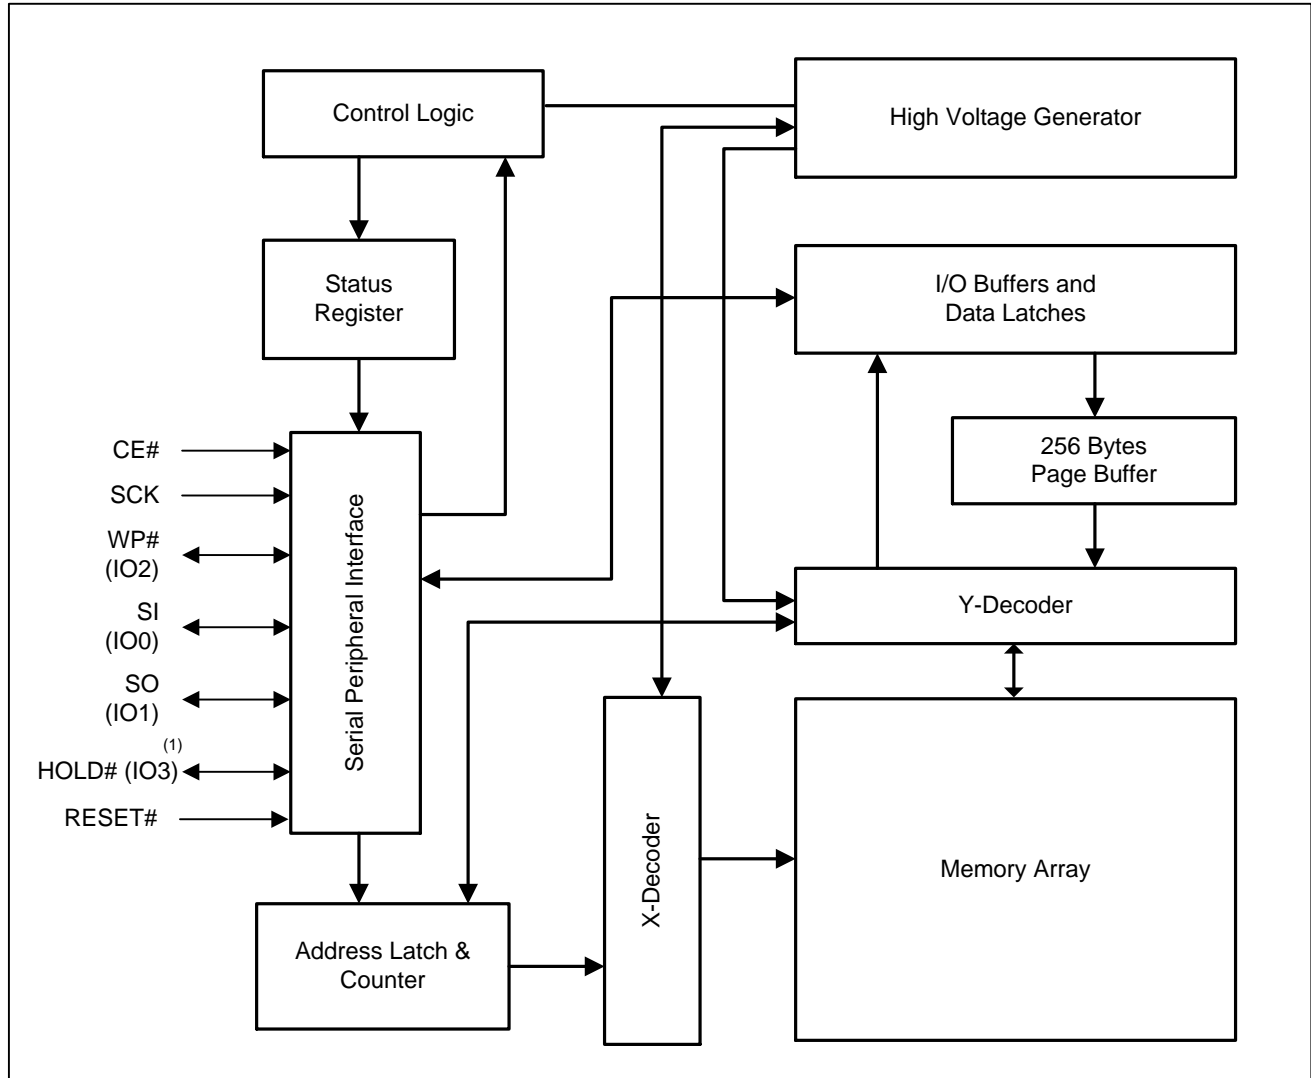 Control Logic
High Voltage Generator
Status
Register
I/O Buffers and
Data Latches
256 Bytes
Page Buffer
CE#
SCK
WP#
(IO2)
SI
(IO0)
SO
(IO1)
(1)
HOLD# (IO3)
RESET#
Serial Peripheral Interface
Y-Decoder
X-Decoder
Memory Array
Address Latch &
Counter